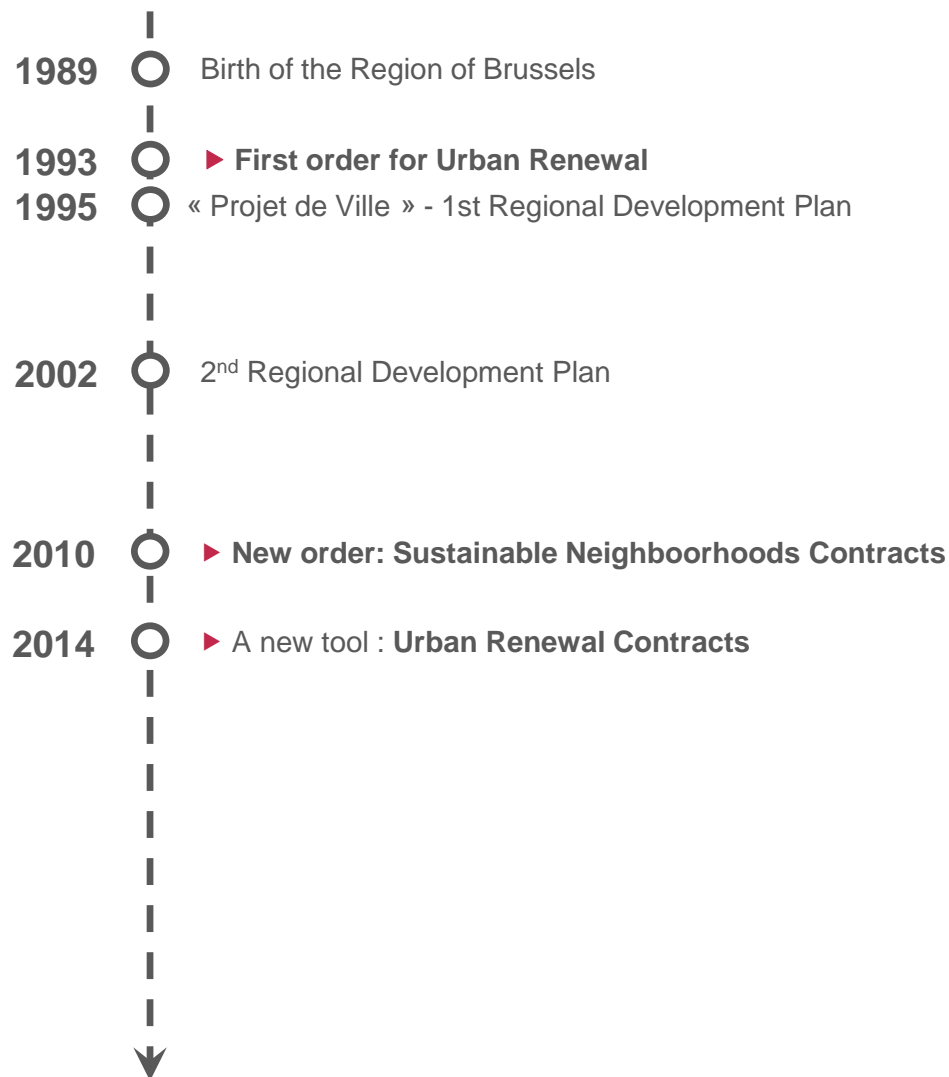 1989 Birth of the Region of Brussels
1993 ▶ First order for Urban Renewal
1995 « Projet de Ville » - 1st Regional Development Plan
2002 2nd Regional Development Plan
2010 ▶ New order: Sustainable Neighboorhoods Contracts
2014 ▶ A new tool : Urban Renewal Contracts